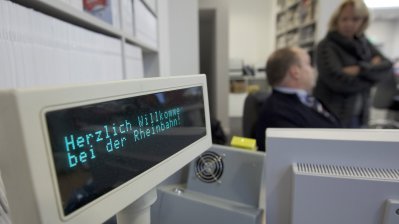 Herzlich Willkommen
bei der Rheinbahn!